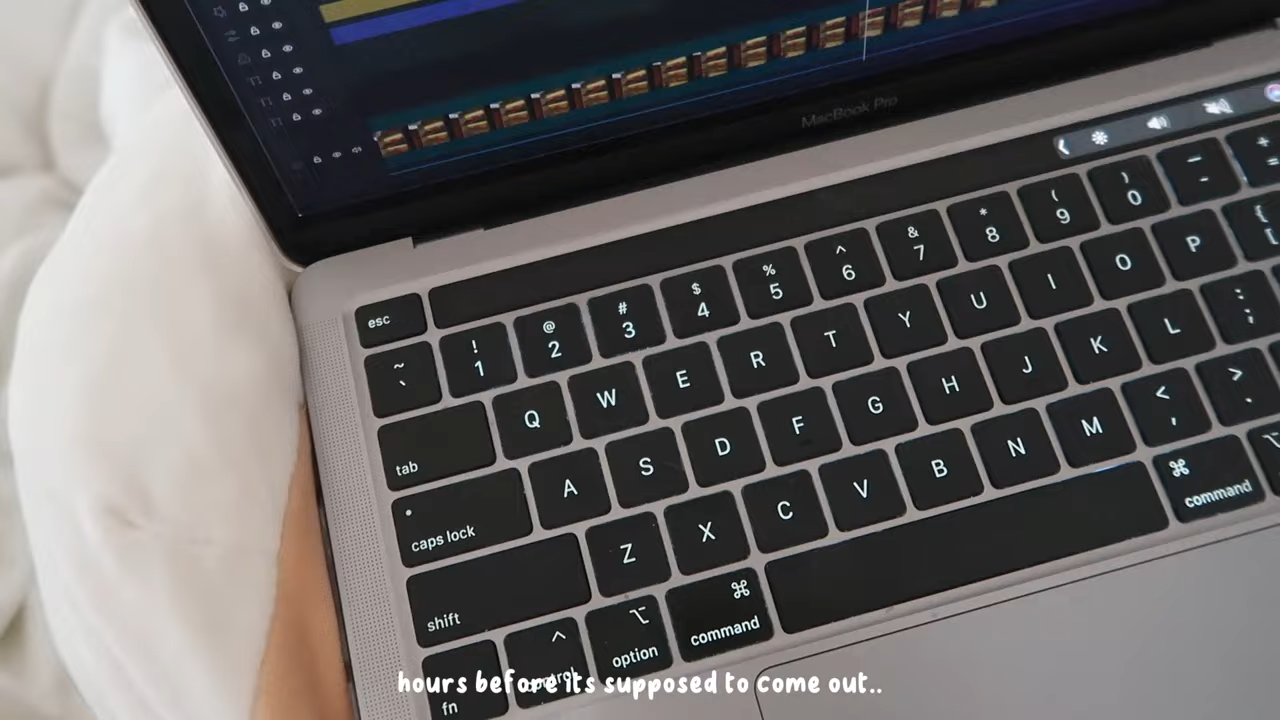 MacBook Pro
esc
~ ` ! 1 @ 2 # 3 $ 4 % 5 ^ 6 & 7 * 8 ( 9 ) 0 — - + =
tab Q W E R T Y U I O P { [
caps lock A S D F G H J K L : ;
shift Z X C V B N M < , > .
fn control option command command
hours before its supposed to come out..